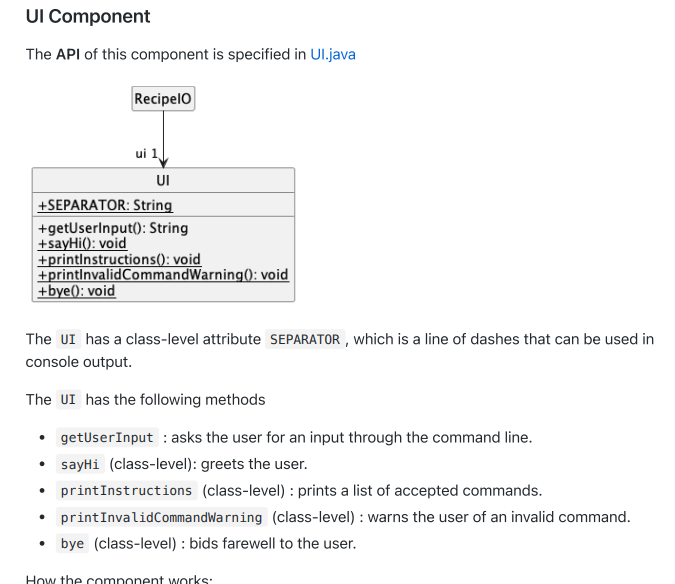 UI Component
The API of this component is specified in UI.java
RecipeIO
ui 1
UI
+SEPARATOR: String
+getUserInput(): String
+sayHi(): void
+printInstructions(): void
+printInvalidCommandWarning(): void
+bye(): void
The UI has a class-level attribute SEPARATOR , which is a line of dashes that can be used in
console output.
The UI has the following methods
• getUserInput : asks the user for an input through the command line.
• sayHi (class-level): greets the user.
• printInstructions (class-level) : prints a list of accepted commands.
• printInvalidCommandWarning (class-level) : warns the user of an invalid command.
• bye (class-level) : bids farewell to the user.
How the component works: